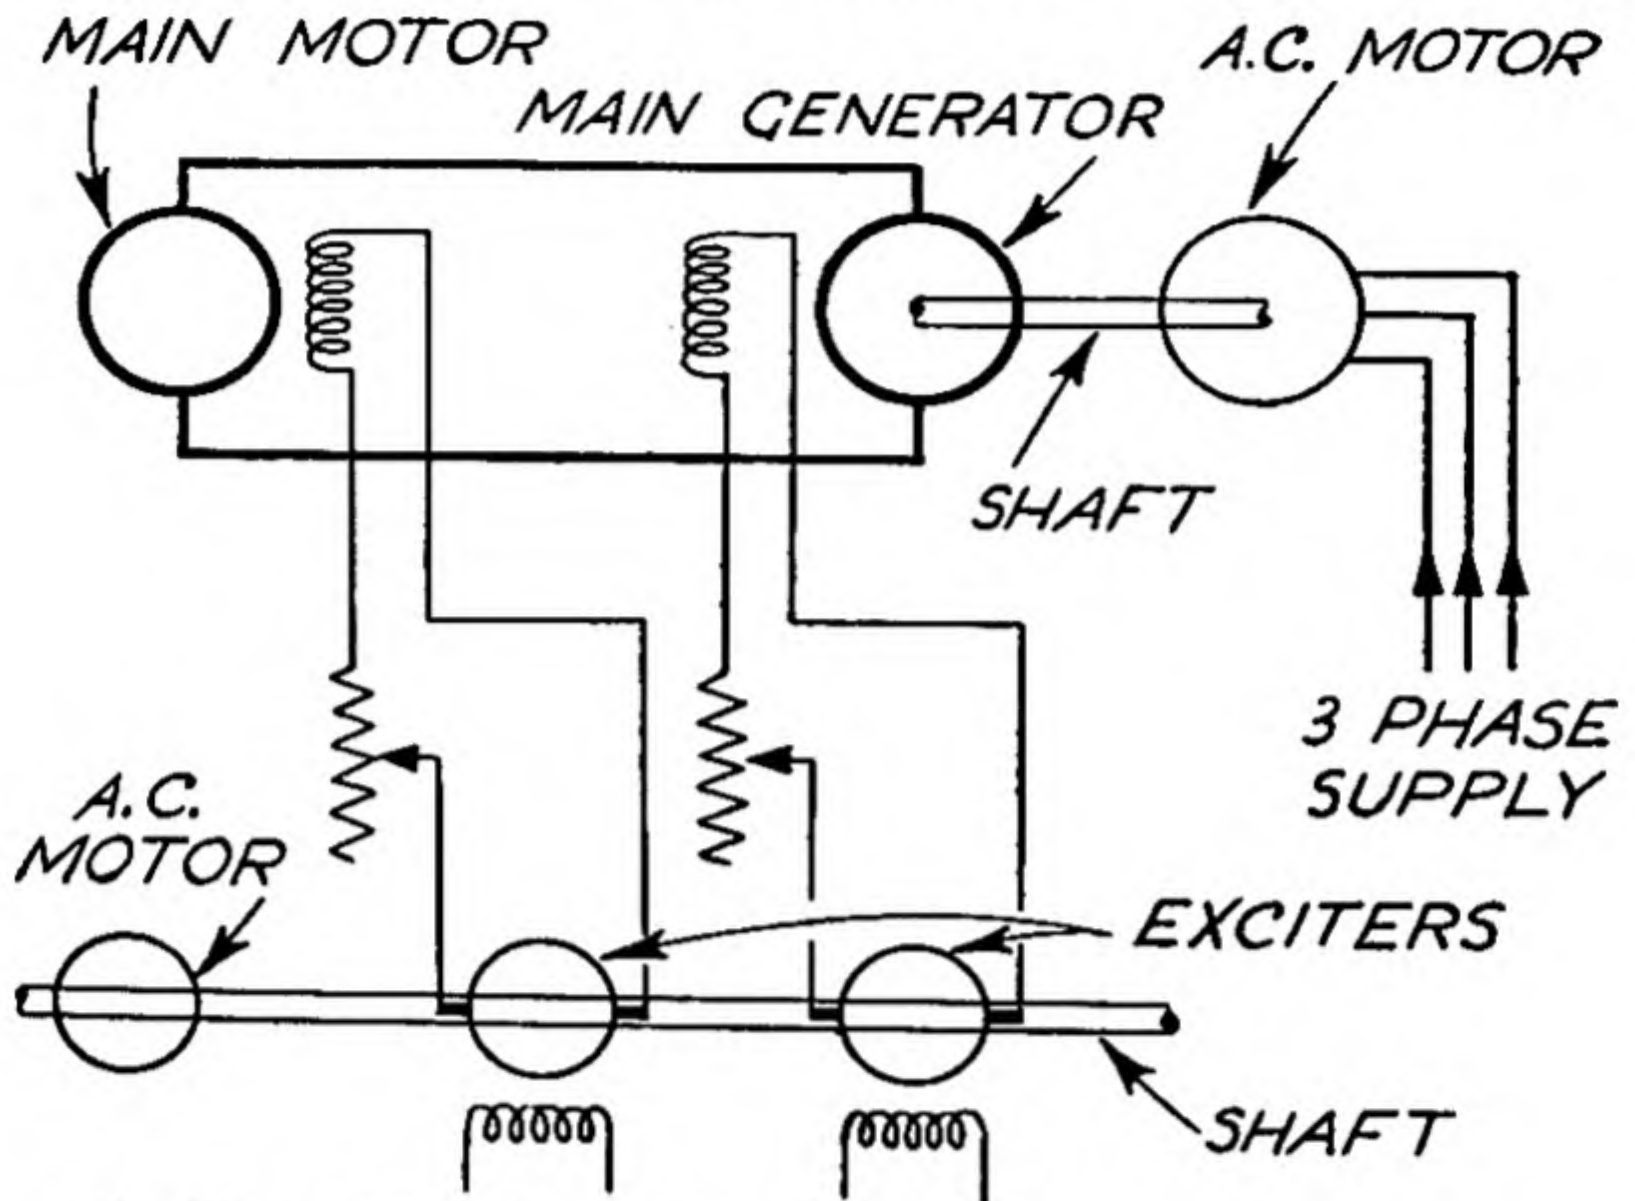 MAIN MOTOR
A.C. MOTOR
MAIN GENERATOR
SHAFT
3 PHASE
SUPPLY
A.C.
MOTOR
EXCITERS
SHAFT